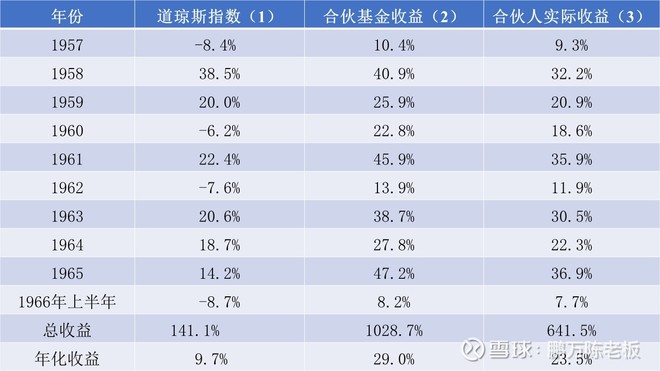 年份 道琼斯指数（1） 合伙基金收益（2） 合伙人实际收益（3）
1957 -8.4% 10.4% 9.3%
1958 38.5% 40.9% 32.2%
1959 20.0% 25.9% 20.9%
1960 -6.2% 22.8% 18.6%
1961 22.4% 45.9% 35.9%
1962 -7.6% 13.9% 11.9%
1963 20.6% 38.7% 30.5%
1964 18.7% 27.8% 22.3%
1965 14.2% 47.2% 36.9%
1966年上半年 -8.7% 8.2% 7.7%
总收益 141.1% 1028.7% 641.5%
年化收益 9.7% 29.0% 23.5%
雪球：鹏万陈老板